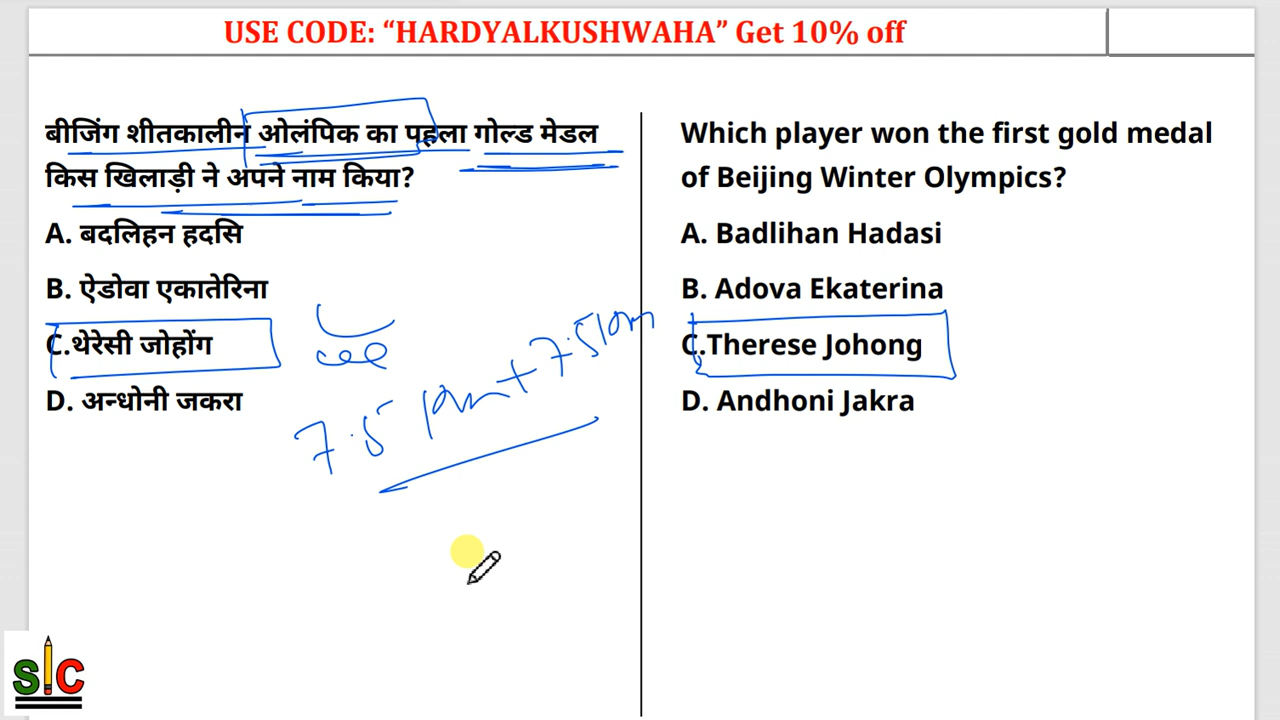 USE CODE: “HARDYALKUSHWAHA” Get 10% off
बीजिंग शीतकालीन ओलंपिक का पहला गोल्ड मेडल
किस खिलाड़ी ने अपने नाम किया?
A. बदलिहन हदसि
B. ऐडोवा एकातेरिना
C.थेरेसी जोहोंग
D. अन्धोनी जकरा
7.5 km + 7.5 km
Which player won the first gold medal
of Beijing Winter Olympics?
A. Badlihan Hadasi
B. Adova Ekaterina
C.Therese Johong
D. Andhoni Jakra
SIC